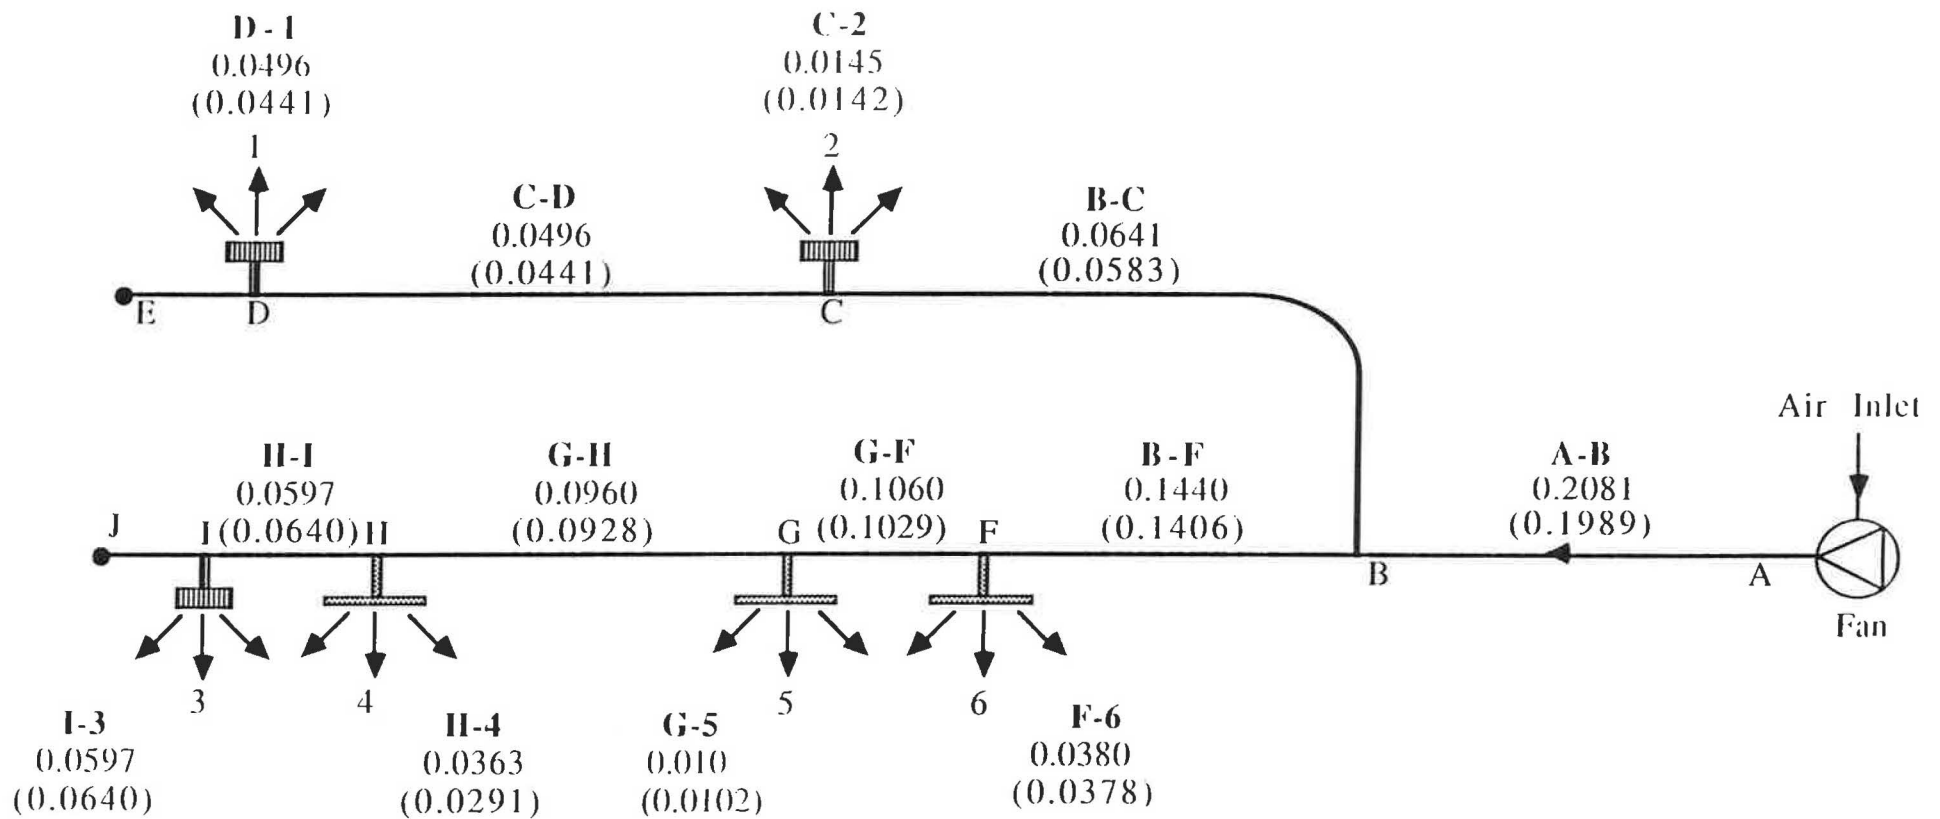 D-1
0.0496
(0.0441)
1
C-2
0.0145
(0.0142)
2
C-D
0.0496
(0.0441)
B-C
0.0641
(0.0583)
E
D
C
Air Inlet
H-I
0.0597
(0.0640)
G-H
0.0960
(0.0928)
G-F
0.1060
(0.1029)
B-F
0.1440
(0.1406)
A-B
0.2081
(0.1989)
J
I
H
G
F
B
A
Fan
3
4
5
6
I-3
0.0597
(0.0640)
H-4
0.0363
(0.0291)
G-5
0.010
(0.0102)
F-6
0.0380
(0.0378)